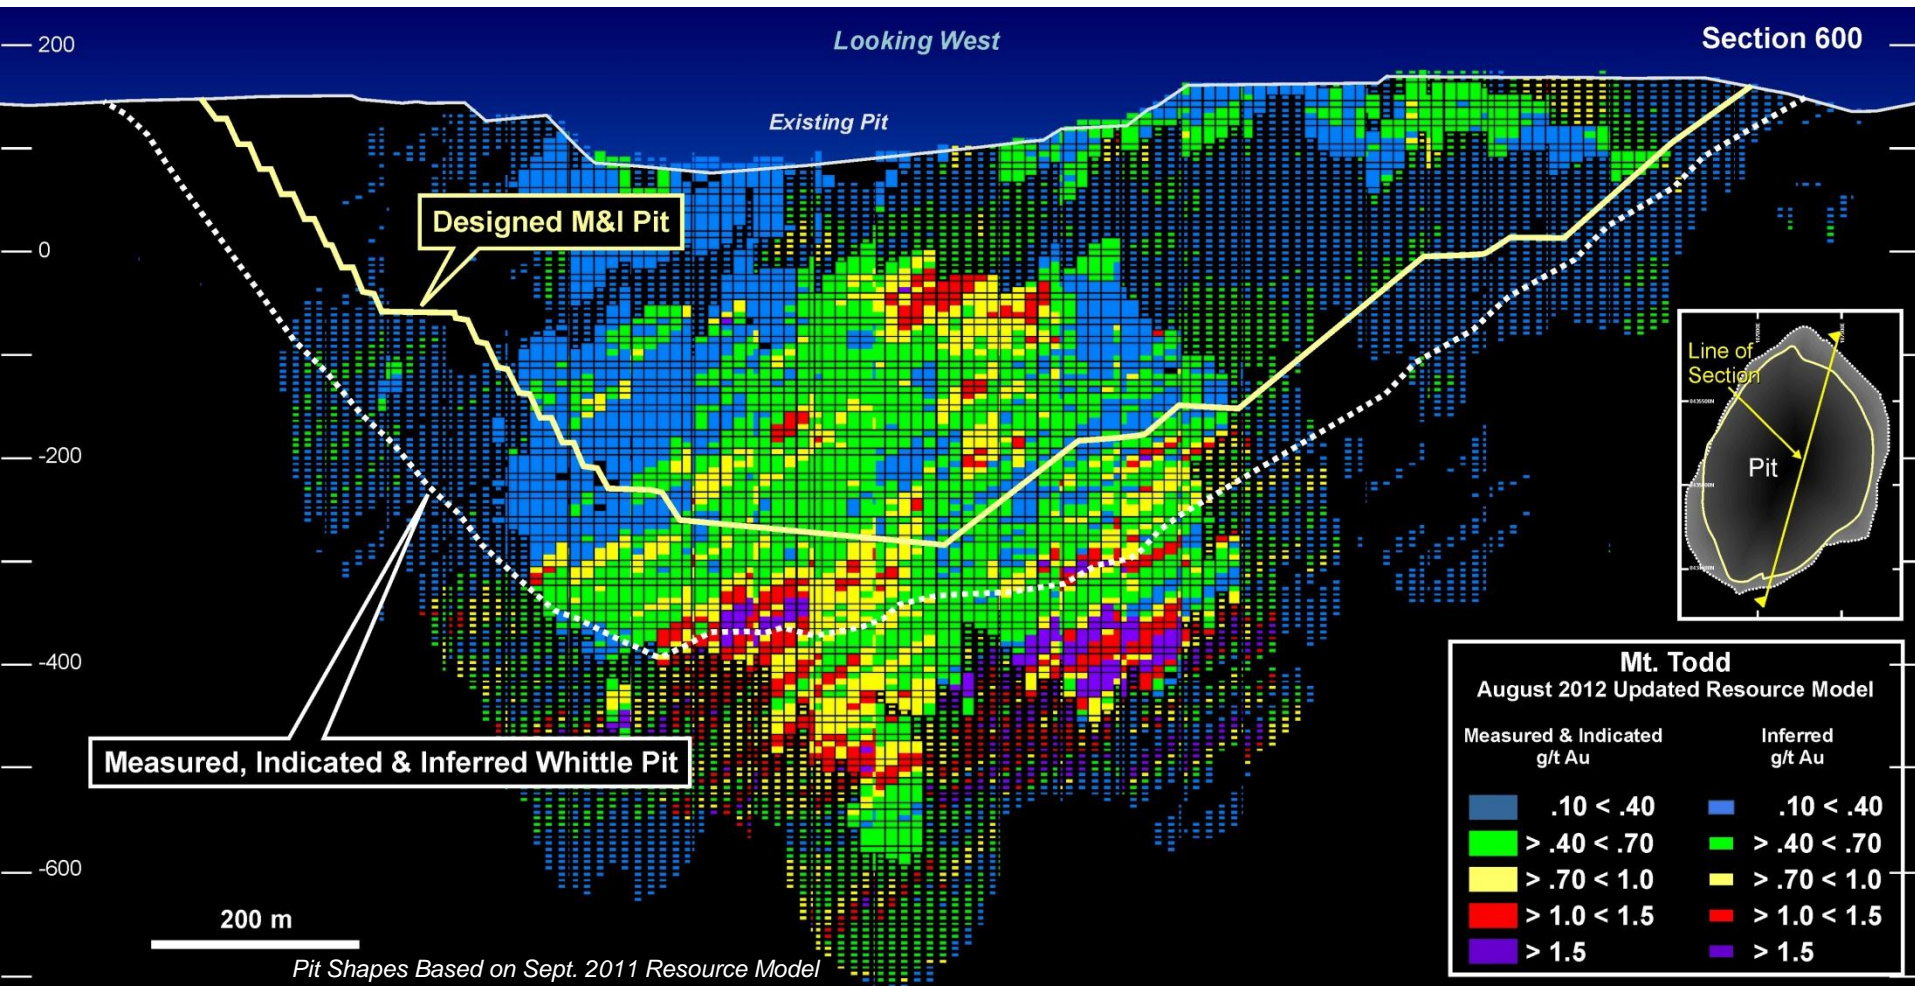 200
Looking West
Section 600
Existing Pit
Designed M&I Pit
0
Line of
Section
-200
Pit
-400
Measured, Indicated & Inferred Whittle Pit
Mt. Todd
August 2012 Updated Resource Model
Measured & Indicated
g/t Au
Inferred
g/t Au
.10 < .40
.10 < .40
> .40 < .70
> .40 < .70
> .70 < 1.0
> .70 < 1.0
> 1.0 < 1.5
> 1.0 < 1.5
> 1.5
> 1.5
-600
200 m
Pit Shapes Based on Sept. 2011 Resource Model